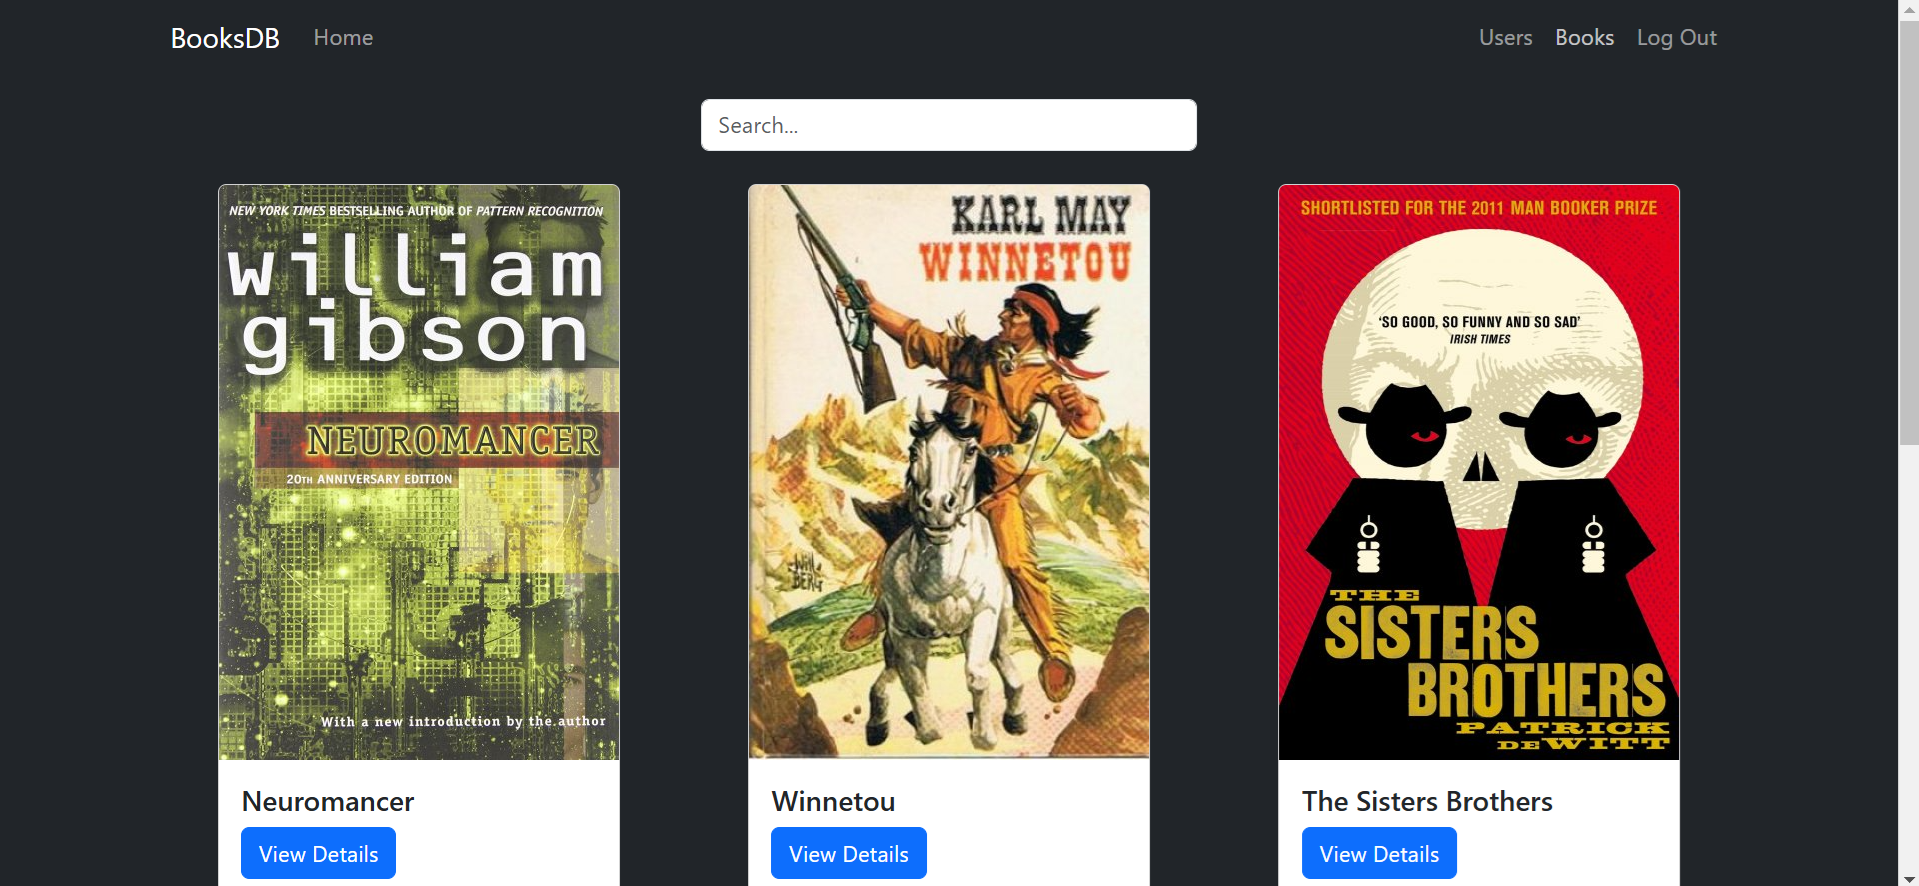 BooksDB Home Users Books Log Out
Search...
NEW YORK TIMES BESTSELLING AUTHOR OF PATTERN RECOGNITION
william
gibson
NEUROMANCER
20TH ANNIVERSARY EDITION
With a new introduction by the author
KARL MAY
WINNETOU
WILL
BERG
SHORTLISTED FOR THE 2011 MAN BOOKER PRIZE
'SO GOOD, SO FUNNY AND SO SAD'
IRISH TIMES
THE
SISTERS
BROTHERS
PATRICK
DEWITT
Neuromancer
View Details
Winnetou
View Details
The Sisters Brothers
View Details